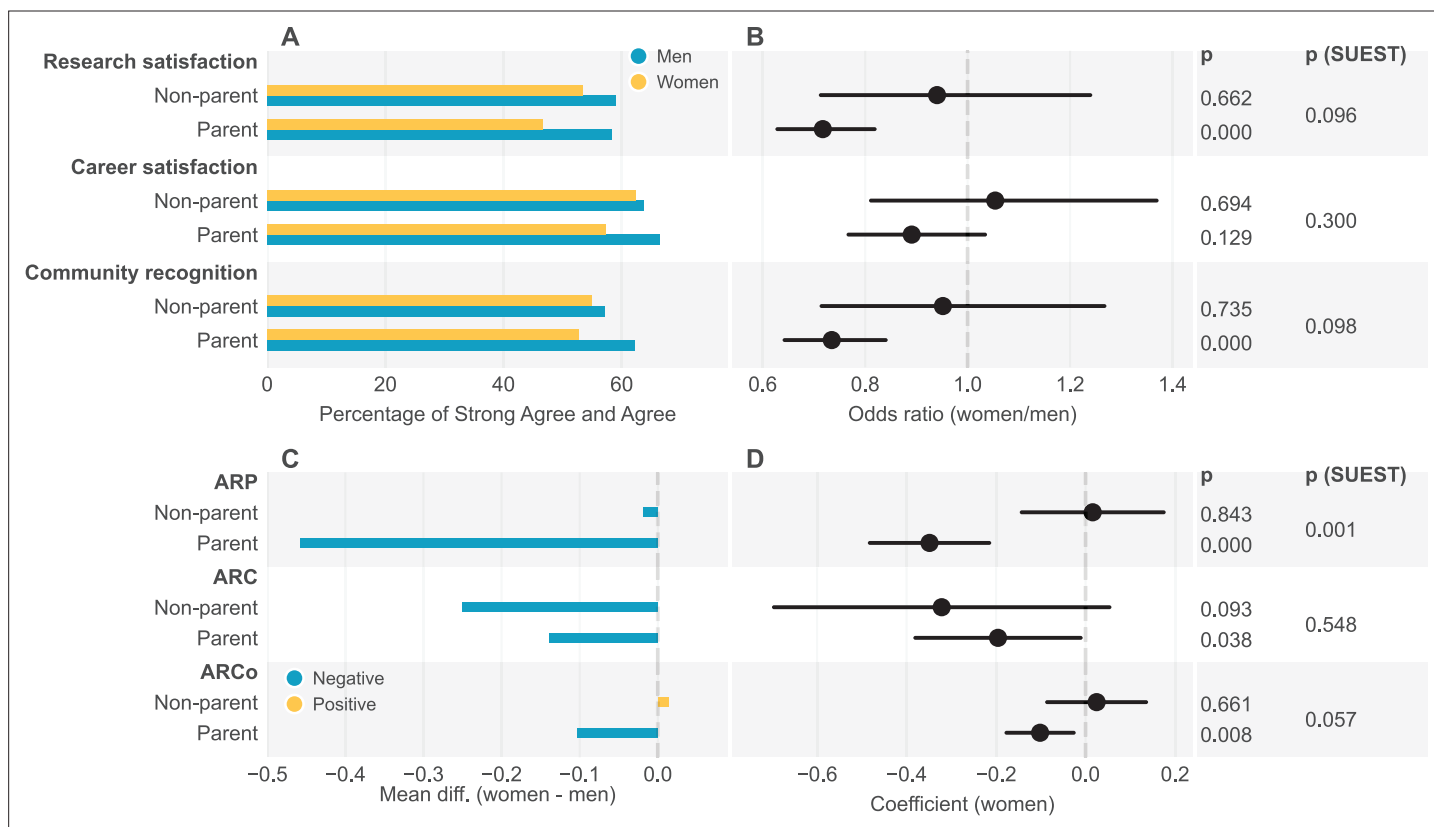 A
B
Men
Women
p
p (SUEST)
Research satisfaction
Non-parent
0.662
0.096
Parent
0.000
Career satisfaction
Non-parent
0.694
0.300
Parent
0.129
Community recognition
Non-parent
0.735
0.098
Parent
0.000
0 20 40 60
0.6 0.8 1.0 1.2 1.4
Percentage of Strong Agree and Agree
Odds ratio (women/men)
C
D
ARP
p
p (SUEST)
Non-parent
0.843
0.001
Parent
0.000
ARC
Non-parent
0.093
0.548
Parent
0.038
ARCo
Negative
Positive
Non-parent
0.661
0.057
Parent
0.008
−0.5 −0.4 −0.3 −0.2 −0.1 0.0
−0.6 −0.4 −0.2 0.0 0.2
Mean diff. (women - men)
Coefficient (women)